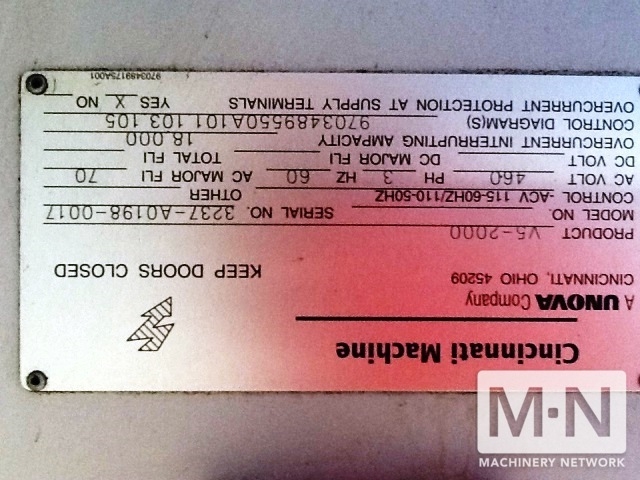 Cincinnati Machine
A UNOVA Company
CINCINNATI, OHIO 45209
KEEP DOORS CLOSED
PRODUCT V5-2000
MODEL NO. SERIAL NO. 3237-A0198-0017
CONTROL -ACV 115-60HZ/110-50HZ OTHER
AC VOLT 460 PH 3 HZ 60 AC MAJOR FLI 70
DC VOLT DC MAJOR FLI TOTAL FLI
OVERCURRENT INTERRUPTING AMPACITY 18,000
CONTROL DIAGRAM(S) 9703489550A101 103 105
OVERCURRENT PROTECTION AT SUPPLY TERMINALS YES X NO
9703489175A001
M·N
MACHINERY NETWORK